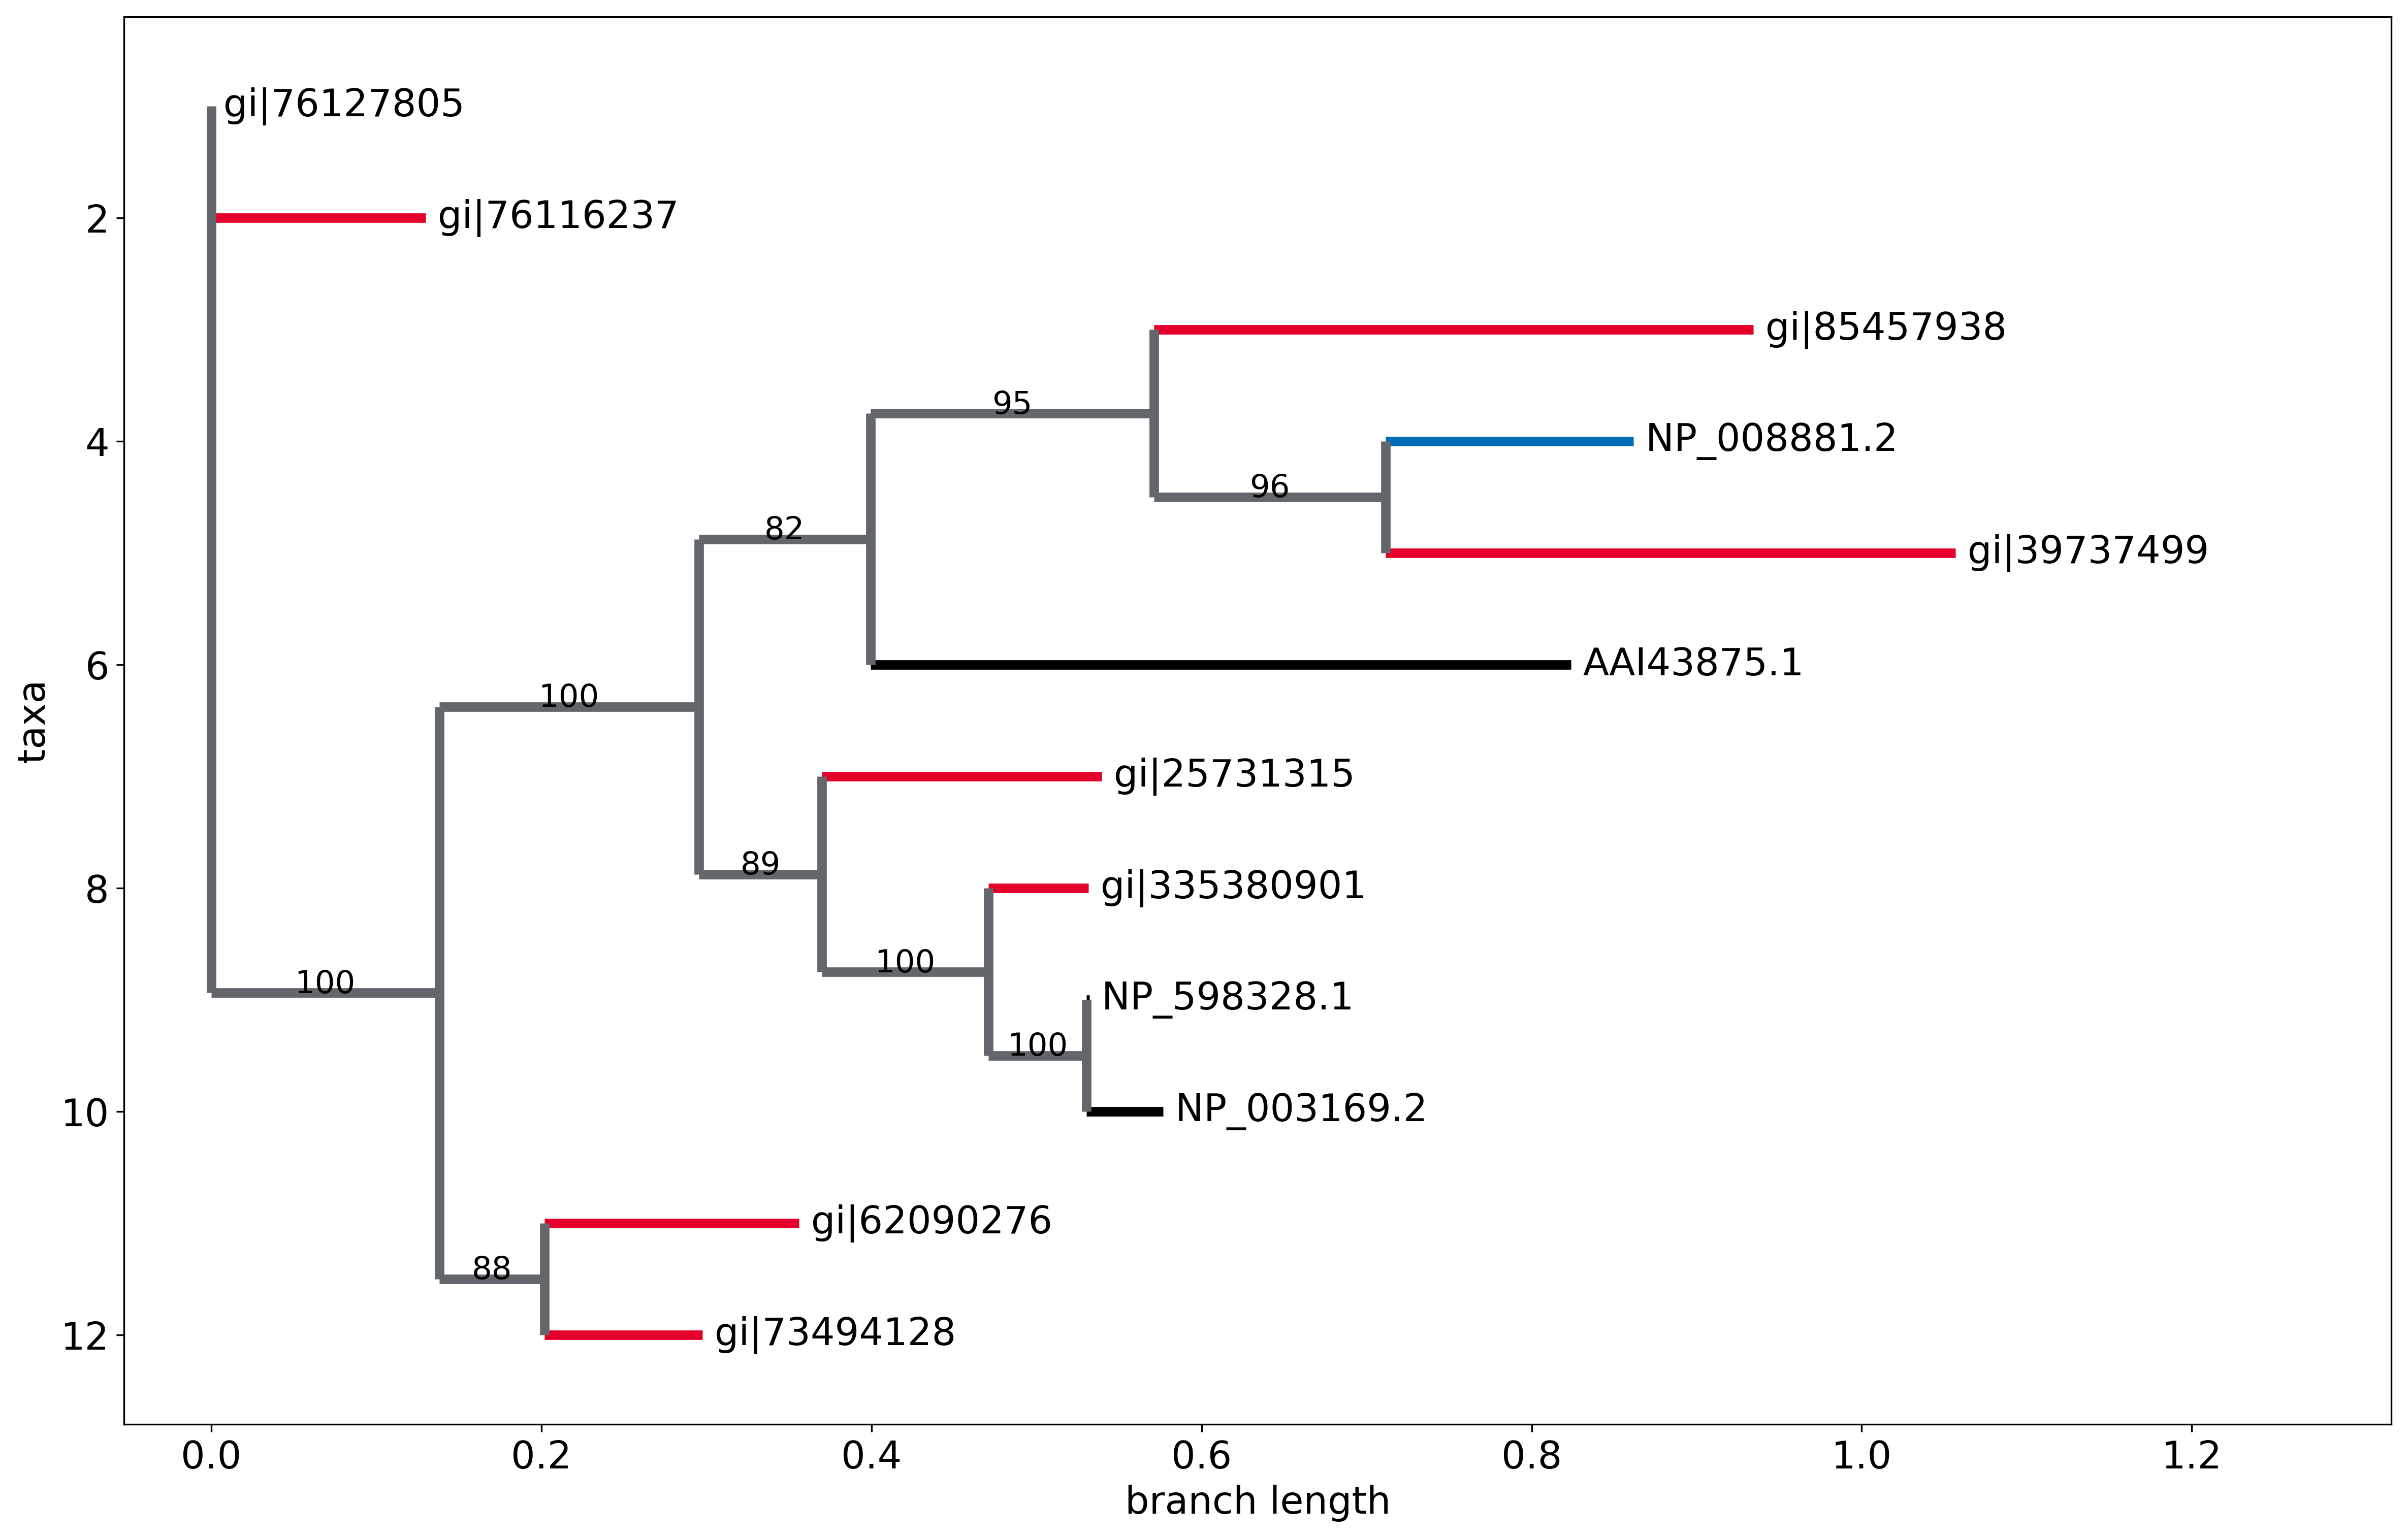 gi|76127805
2
gi|76116237
gi|85457938
95
4
NP_008881.2
96
82
gi|39737499
6
AAI43875.1
taxa
100
gi|25731315
89
8
gi|335380901
100
100
NP_598328.1
100
10
NP_003169.2
gi|62090276
88
12
gi|73494128
0.0 0.2 0.4 0.6 0.8 1.0 1.2
branch length